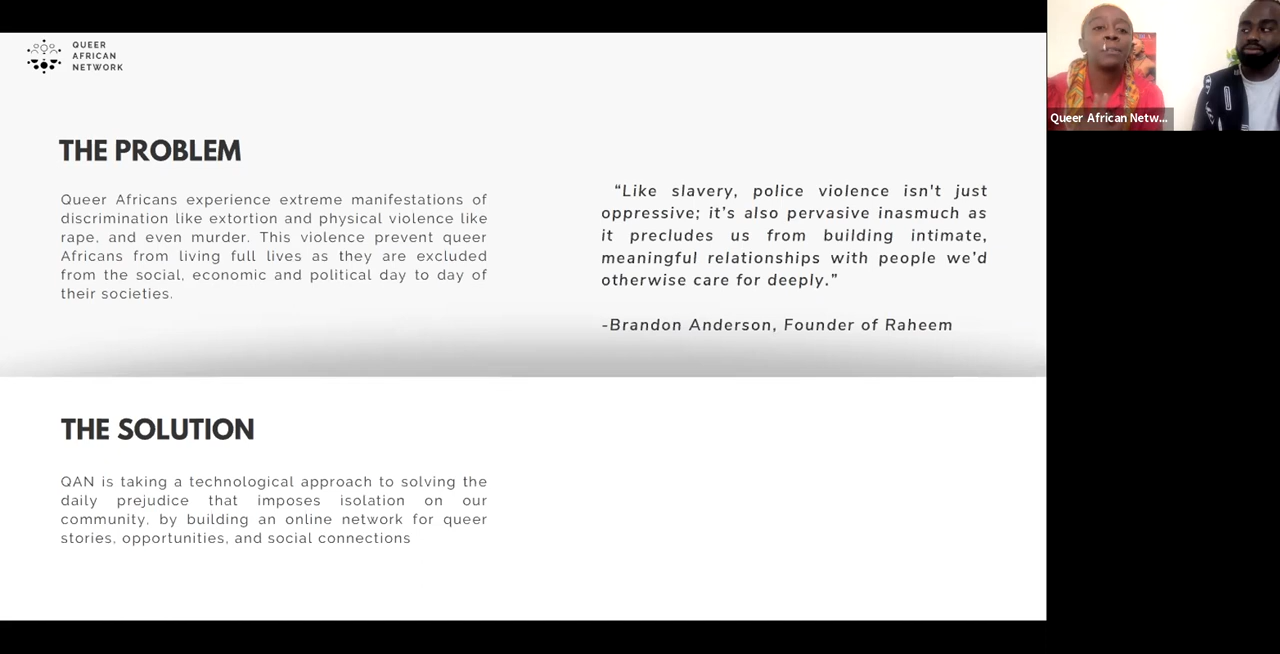 QUEER
AFRICAN
NETWORK
THE PROBLEM
Queer Africans experience extreme manifestations of
discrimination like extortion and physical violence like
rape, and even murder. This violence prevent queer
Africans from living full lives as they are excluded
from the social, economic and political day to day of
their societies.
“Like slavery, police violence isn't just
oppressive; it’s also pervasive inasmuch as
it precludes us from building intimate,
meaningful relationships with people we’d
otherwise care for deeply.”
-Brandon Anderson, Founder of Raheem
THE SOLUTION
QAN is taking a technological approach to solving the
daily prejudice that imposes isolation on our
community, by building an online network for queer
stories, opportunities, and social connections
Queer African Netw...